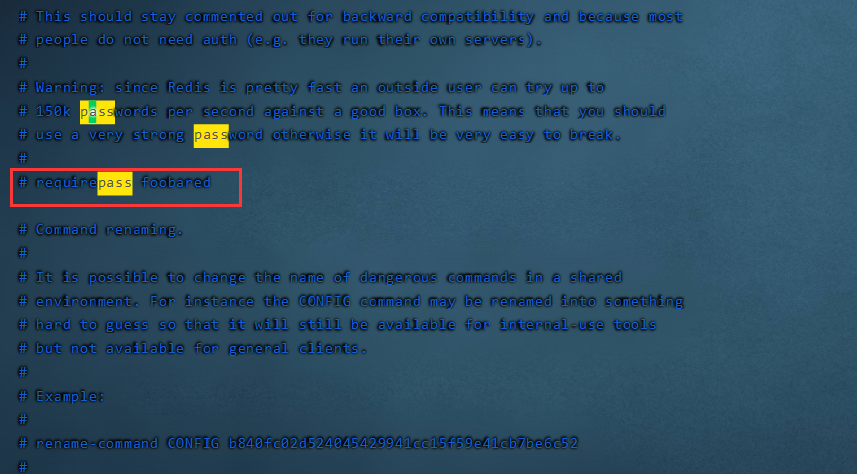 # This should stay commented out for backward compatibility and because most
# people do not need auth (e.g. they run their own servers).
#
# Warning: since Redis is pretty fast an outside user can try up to
# 150k passwords per second against a good box. This means that you should
# use a very strong password otherwise it will be very easy to break.
#
# requirepass foobared
# Command renaming.
#
# It is possible to change the name of dangerous commands in a shared
# environment. For instance the CONFIG command may be renamed into something
# hard to guess so that it will still be available for internal-use tools
# but not available for general clients.
#
# Example:
#
# rename-command CONFIG b840fc02d524045429941cc15f59e41cb7be6c52
#